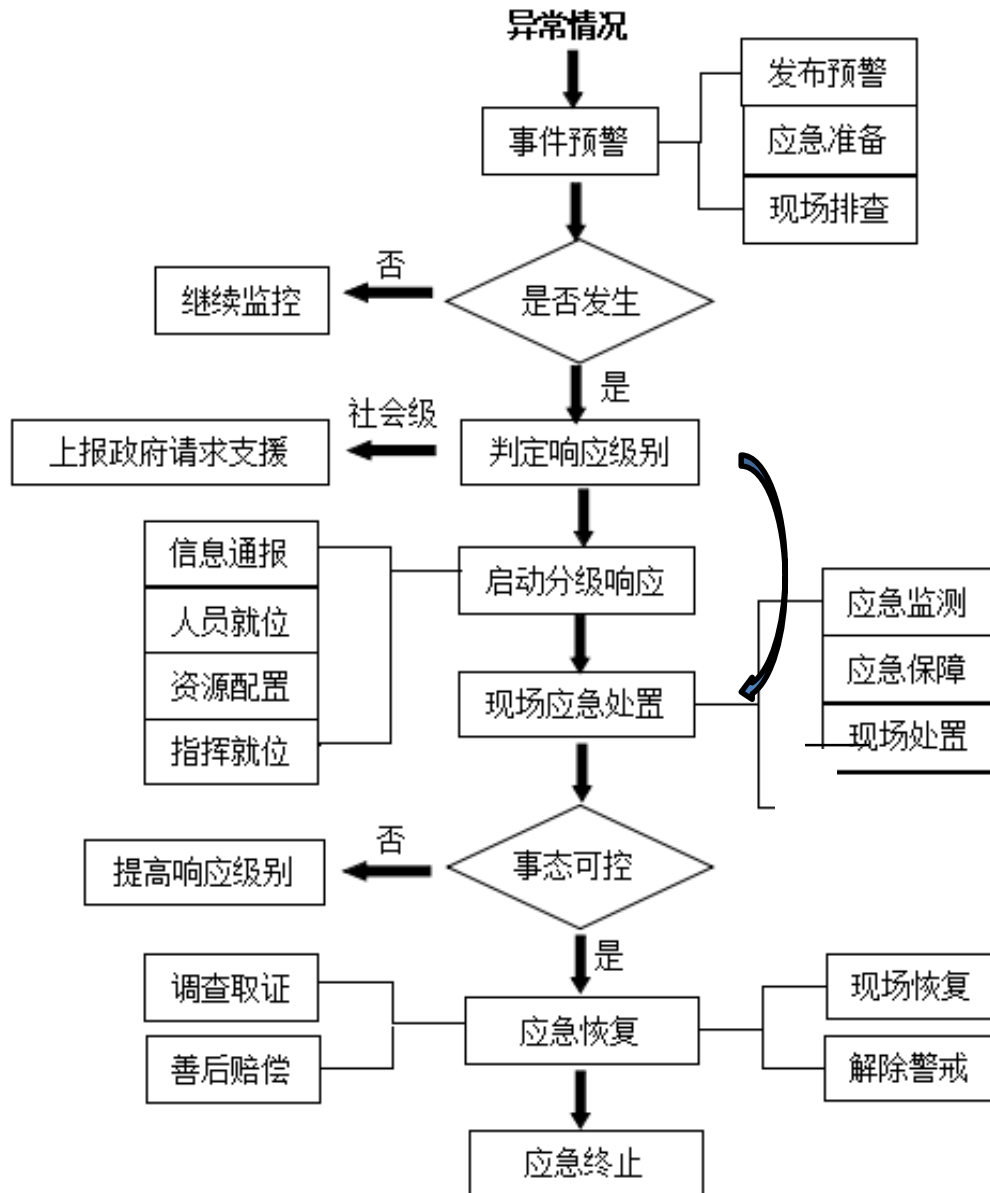 异常情况
发布预警
事件预警
应急准备
现场排查
否
是否发生
继续监控
是
社会级
上报政府请求支援
判定响应级别
信息通报
启动分级响应
应急监测
人员就位
应急保障
资源配置
现场应急处置
现场处置
指挥就位
否
事态可控
提高响应级别
是
调查取证
现场恢复
应急恢复
善后赔偿
解除警戒
应急终止